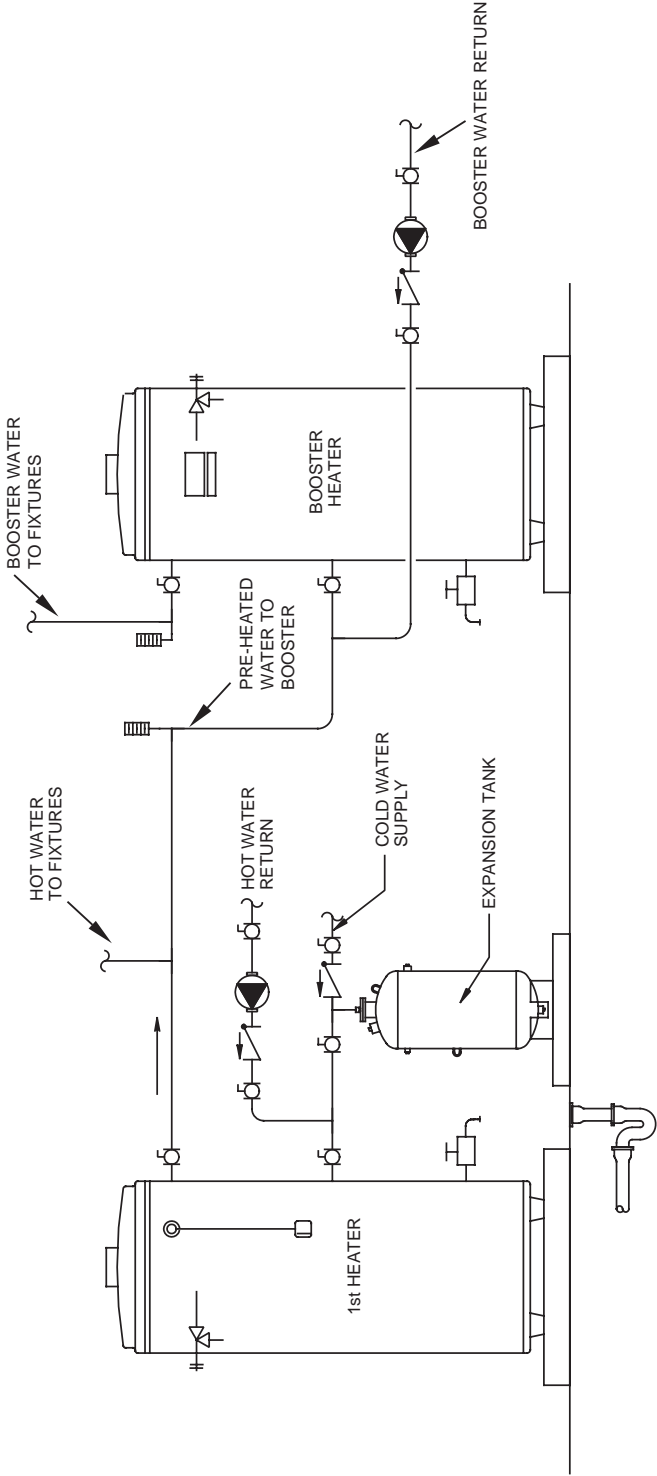 HOT WATER
TO FIXTURES
BOOSTER WATER
TO FIXTURES
HOT WATER
RETURN
PRE-HEATED
WATER TO
BOOSTER
COLD WATER
SUPPLY
1st HEATER
BOOSTER
HEATER
EXPANSION TANK
BOOSTER WATER RETURN